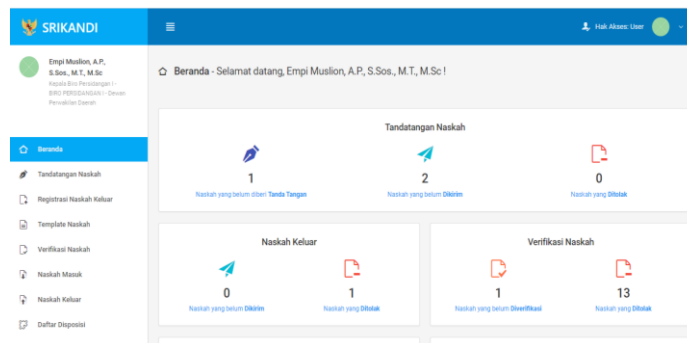 SRIKANDI
Hak Akses: User
Empi Muslion, A.P.,
S.Sos., M.T., M.Sc
Kepala Biro Persidangan I -
BIRO PERSIDANGAN I - Dewan
Perwakilan Daerah
Beranda - Selamat datang, Empi Muslion, A.P., S.Sos., M.T., M.Sc !
Beranda
Tandatangan Naskah
Registrasi Naskah Keluar
Template Naskah
Verifikasi Naskah
Naskah Masuk
Naskah Keluar
Daftar Disposisi
Tandatangan Naskah
1
Naskah yang belum diberi Tanda Tangan
2
Naskah yang belum Dikirim
0
Naskah yang Ditolak
Naskah Keluar
0
Naskah yang belum Dikirim
1
Naskah yang Ditolak
Verifikasi Naskah
1
Naskah yang belum Diverifikasi
13
Naskah yang Ditolak